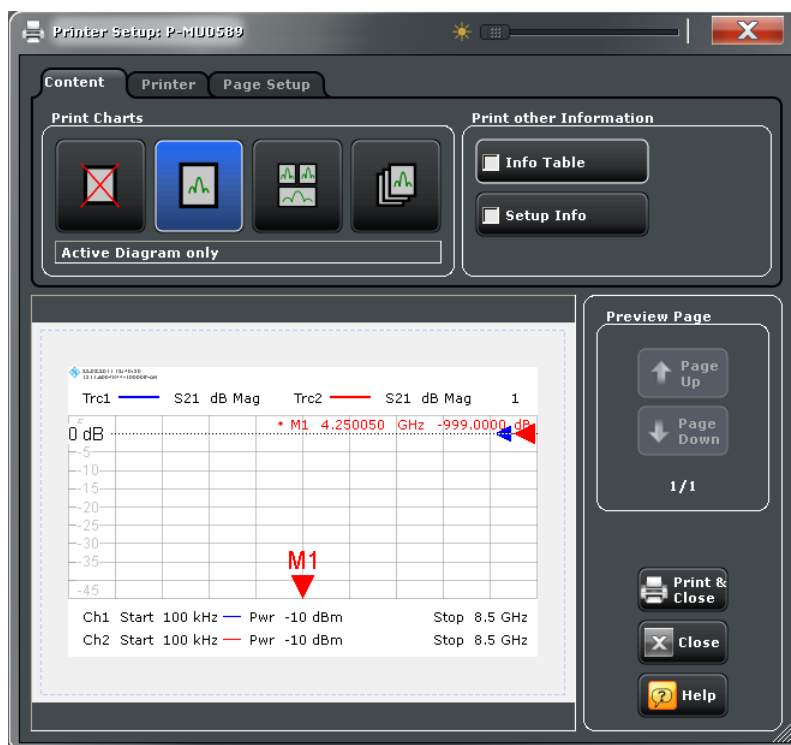 Printer Setup: P-MU0589
Content Printer Page Setup
Print Charts
Active Diagram only
Print other Information
Info Table
Setup Info
Trc1 S21 dB Mag Trc2 S21 dB Mag 1
5
• M1 4.250050 GHz -999.0000 dB
0 dB
-5
-10
-15
-20
-25
-30
-35
M1
-45
Ch1 Start 100 kHz Pwr -10 dBm Stop 8.5 GHz
Ch2 Start 100 kHz Pwr -10 dBm Stop 8.5 GHz
Preview Page
Page Up
Page Down
1/1
Print & Close
Close
Help